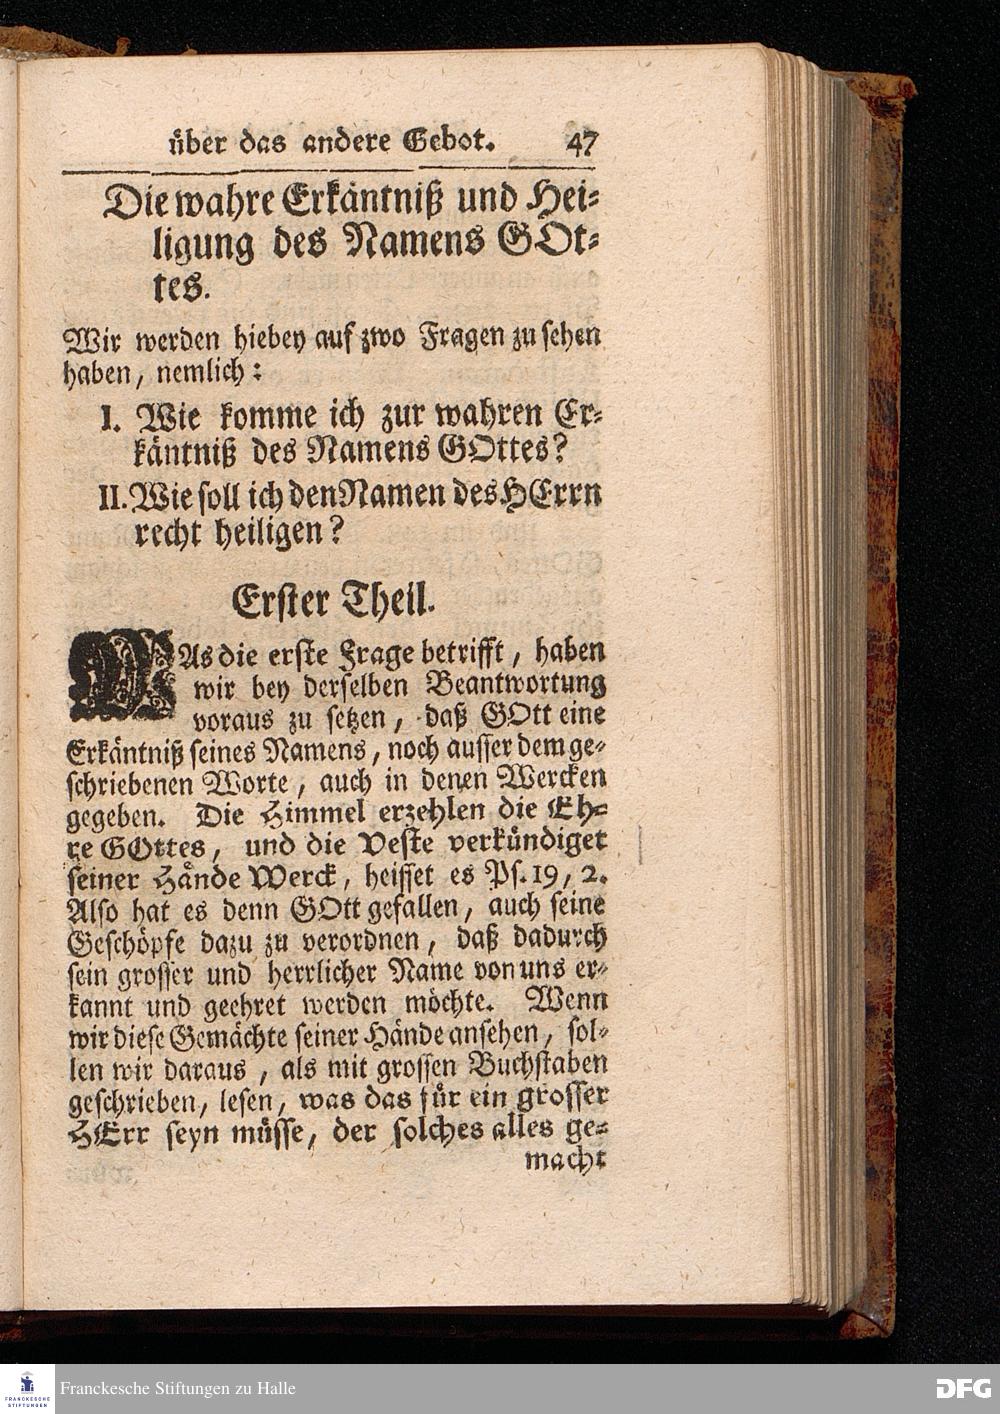 über das andere Gebot. 47
Die wahre Erkäntniß und Hei-
ligung des Namens GOt-
tes.
Wir werden hiebey auf zwo Fragen zu sehen
haben, nemlich:
I. Wie komme ich zur wahren Er-
käntniß des Namens GOttes?
II. Wie soll ich den Namen des HErrn
recht heiligen?
Erster Theil.
WAs die erste Frage betrifft, haben
wir bey derselben Beantwortung
voraus zu setzen, daß GOtt eine
Erkäntniß seines Namens, noch ausser dem ge-
schriebenen Worte, auch in denen Wercken
gegeben. Die Himmel erzehlen die Eh-
re GOttes, und die Veste verkündiget
seiner Hände Werck, heisset es Ps. 19, 2.
Also hat es denn GOtt gefallen, auch seine
Geschöpfe dazu zu verordnen, daß dadurch
sein grosser und herrlicher Name von uns er-
kannt und geehret werden möchte. Wenn
wir diese Gemächte seiner Hände ansehen, sol-
len wir daraus, als mit grossen Buchstaben
geschrieben, lesen, was das für ein grosser
HErr seyn müsse, der solches alles ge-
macht
FRANCKESCHE
STIFTUNGEN
Franckesche Stiftungen zu Halle
DFG